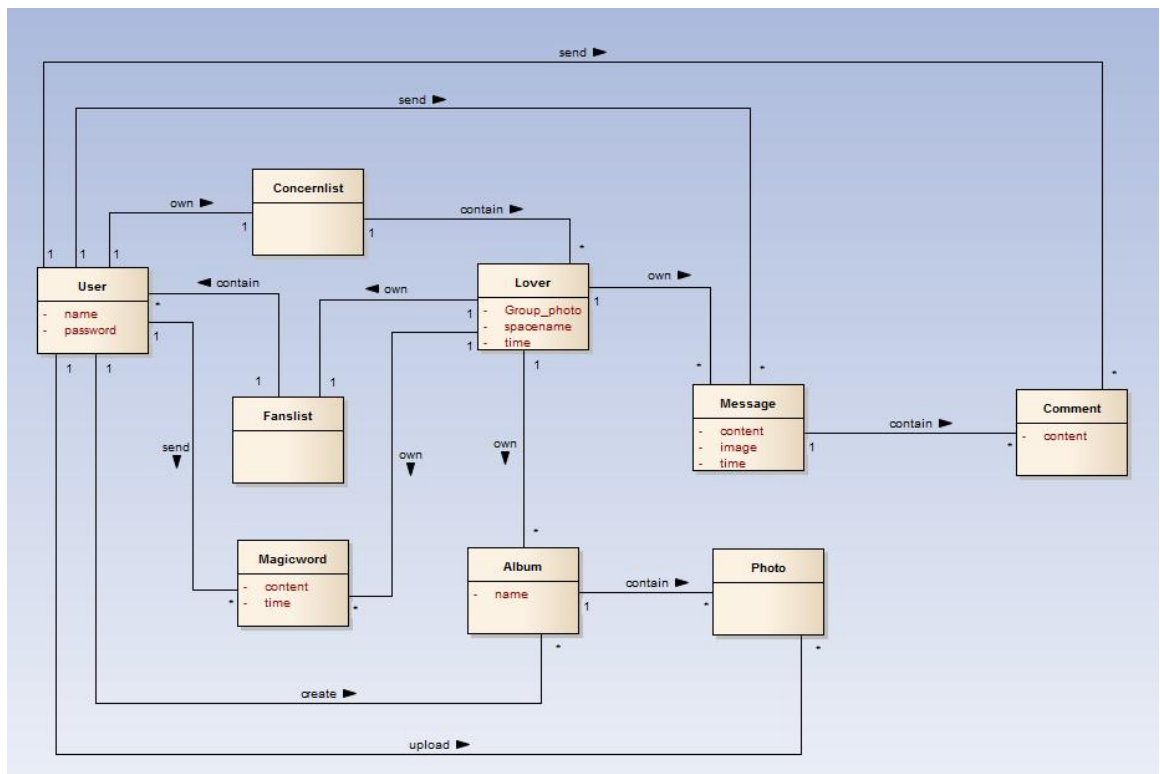 send ►
send ►
Concernlist
own ►
contain ►
1
1
*
1
1
1
User
- name
- password
◄ contain
*
1
◄ own
Lover
- Group_photo
- spacename
- time
1
1
1
own ►
*
*
*
1
1
1
1
1
Fanslist
Message
- content
- image
- time
contain ►
1
*
Comment
- content
send
▼
own
▼
own
▼
*
Magicword
- content
- time
*
*
Album
- name
contain ►
1
*
Photo
*
*
create ►
upload ►